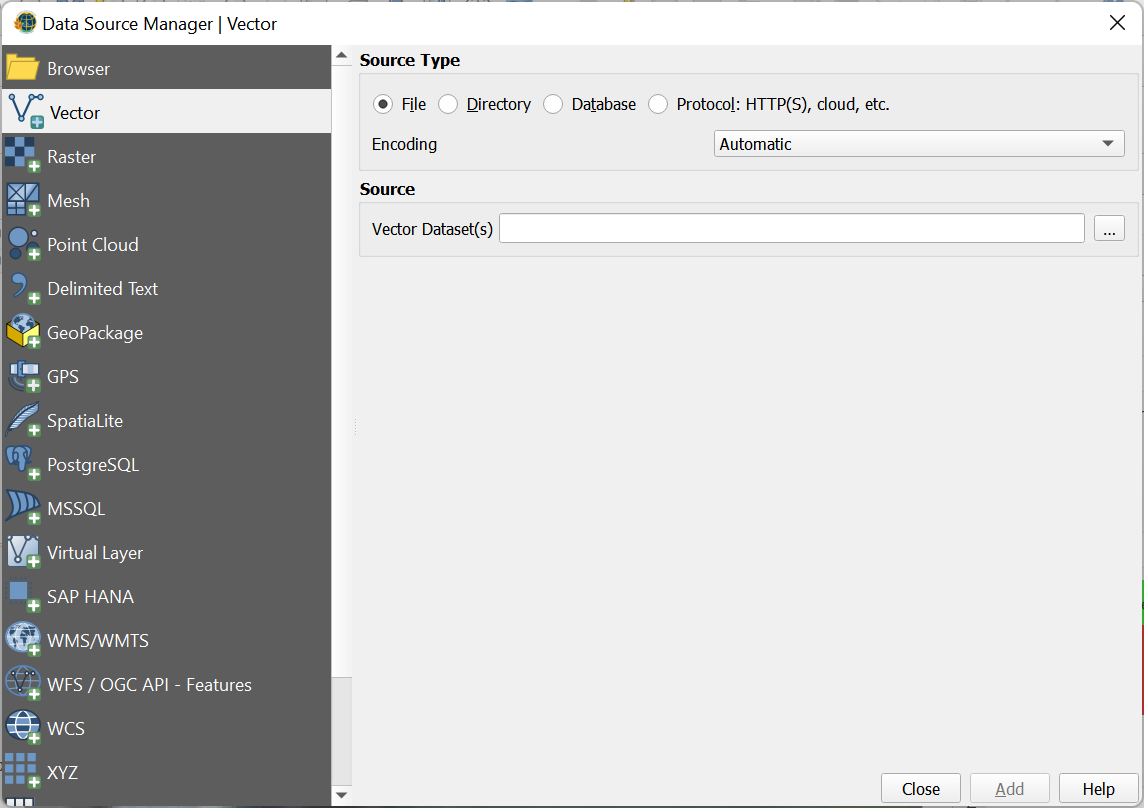 Data Source Manager | Vector
Browser
Vector
Raster
Mesh
Point Cloud
Delimited Text
GeoPackage
GPS
SpatiaLite
PostgreSQL
MSSQL
Virtual Layer
SAP HANA
WMS/WMTS
WFS / OGC API - Features
WCS
XYZ
Source Type
File Directory Database Protocol: HTTP(S), cloud, etc.
Encoding Automatic
Source
Vector Dataset(s) ...
Close Add Help